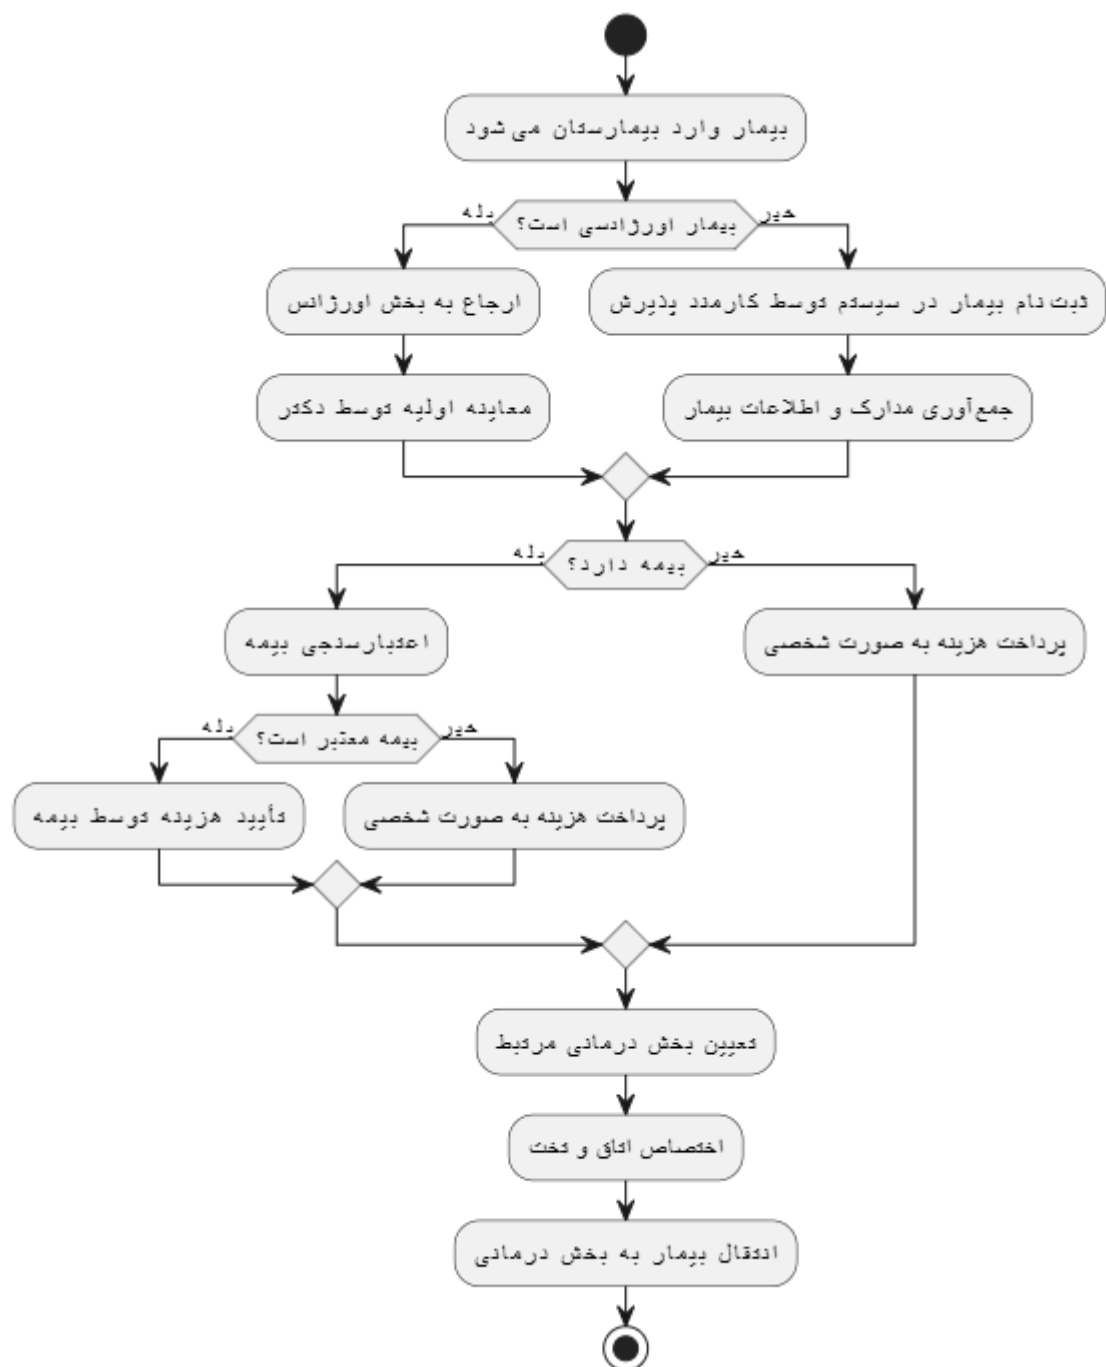 بیمار وارد بیمارستان می‌شود
بیمار اورژانسی است؟
بله
خیر
ارجاع به بخش اورژانس
ثبت‌نام بیمار در سیستم توسط کارمند پذیرش
معاینه اولیه توسط دکتر
جمع‌آوری مدارک و اطلاعات بیمار
بیمه دارد؟
بله
خیر
اعتبارسنجی بیمه
پرداخت هزینه به صورت شخصی
بیمه معتبر است؟
بله
خیر
تأیید هزینه توسط بیمه
پرداخت هزینه به صورت شخصی
تعیین بخش درمانی مرتبط
اختصاص اتاق و تخت
انتقال بیمار به بخش درمانی